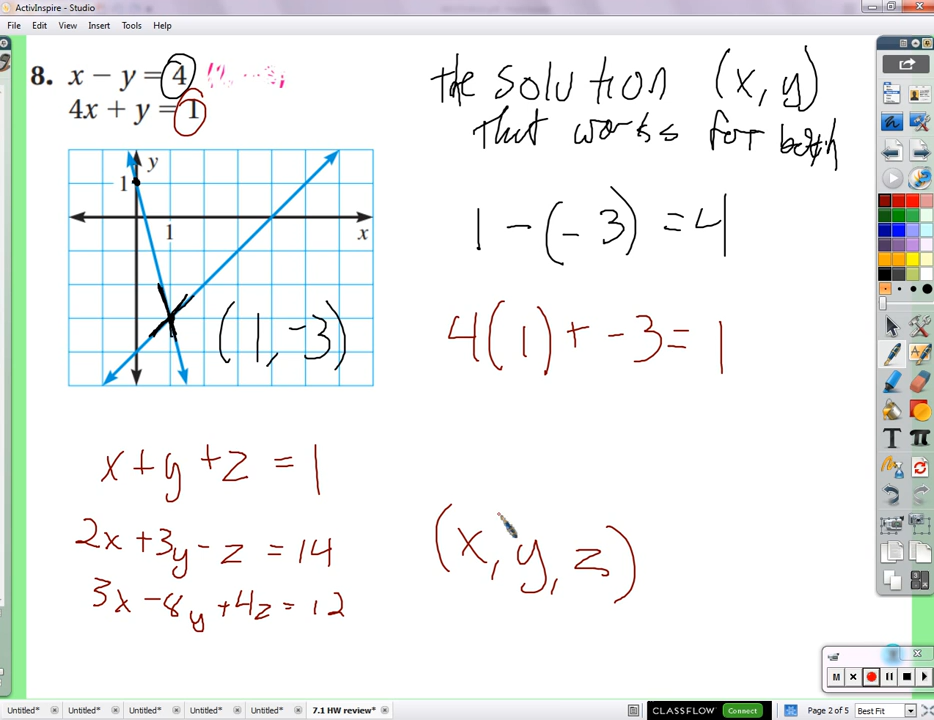 ActivInspire - Studio
File Edit View Insert Tools Help
8. x − y = 4
4x + y = 1
the solution (x, y)
That works for both
y
1
1
x
(1, -3)
1 - (- 3) = 4
4(1) + - 3 = 1
x + y + z = 1
2x + 3y - z = 14
3x - 8y + 4z = 12
(x, y, z)
T π
M
Untitled* Untitled* Untitled* Untitled* Untitled* 7.1 HW review* CLASSFLOW Connect Page 2 of 5 Best Fit